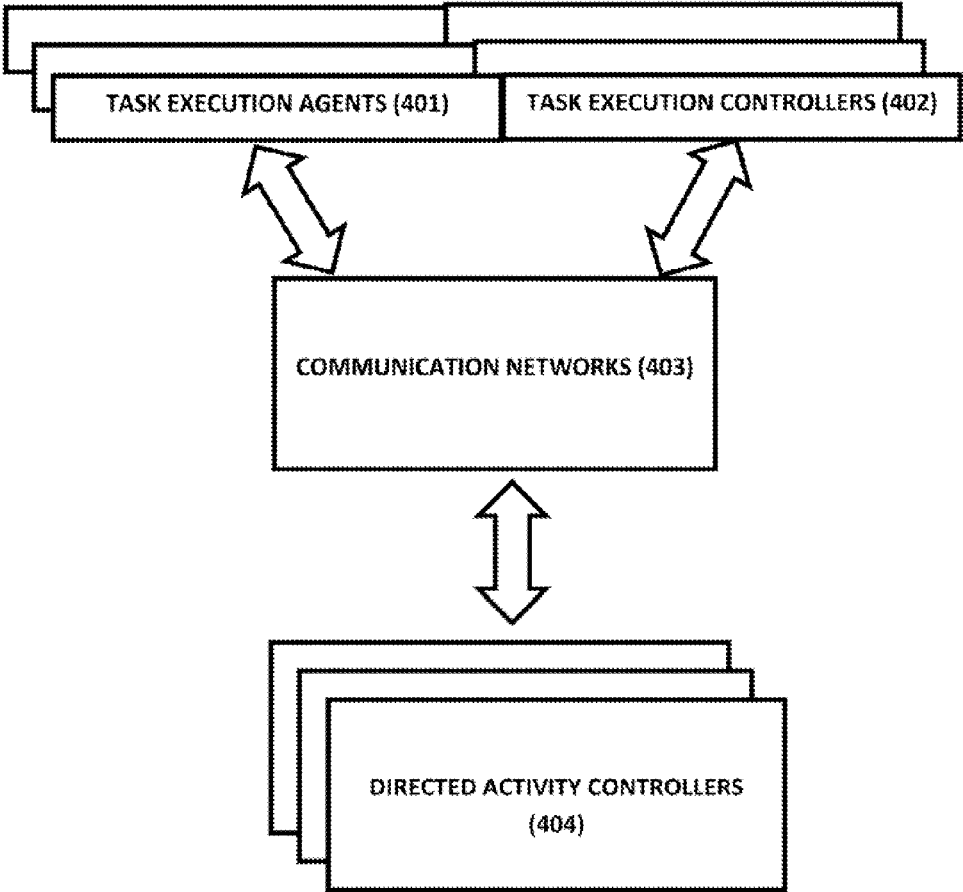 TASK EXECUTION AGENTS (401)
TASK EXECUTION CONTROLLERS (402)
COMMUNICATION NETWORKS (403)
DIRECTED ACTIVITY CONTROLLERS
(404)